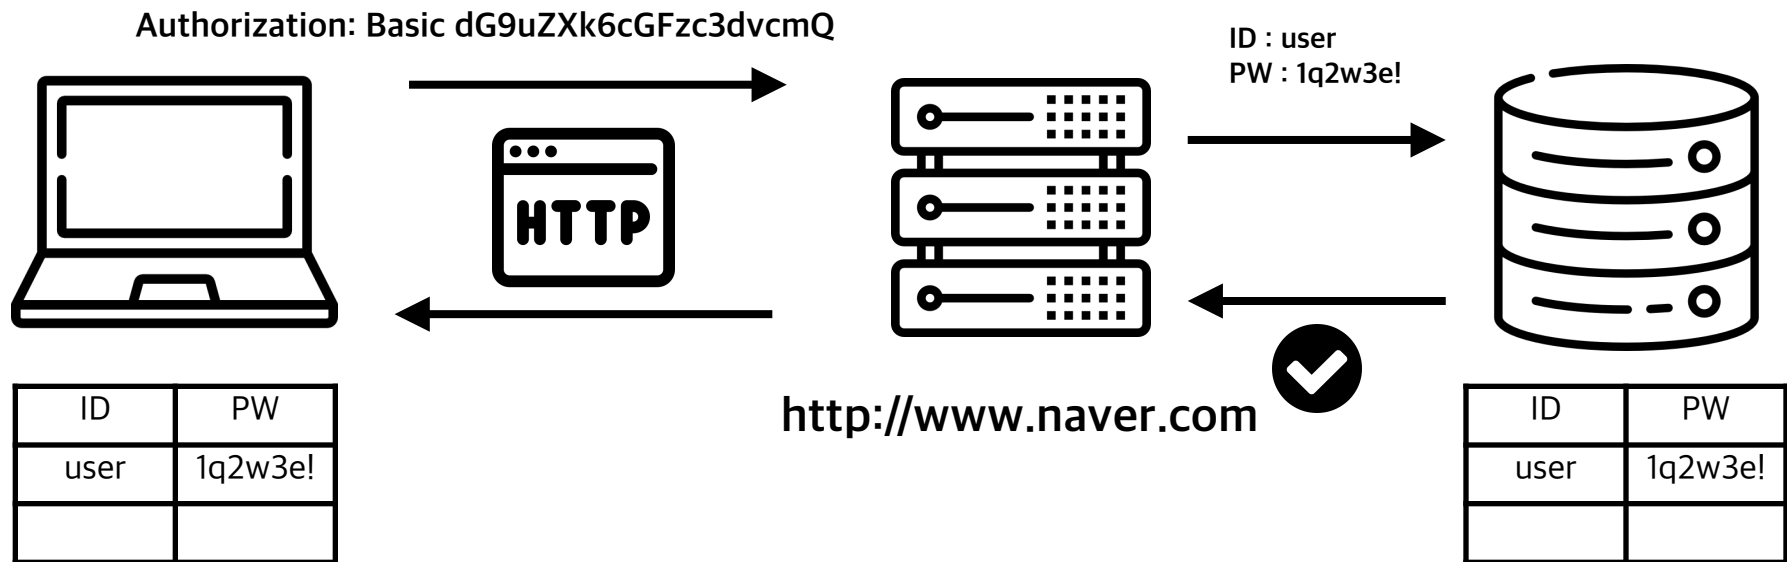 Authorization: Basic dG9uZXk6cGFzc3dvcmQ
ID : user
PW : 1q2w3e!
HTTP
http://www.naver.com
ID PW
user 1q2w3e!
ID PW
user 1q2w3e!